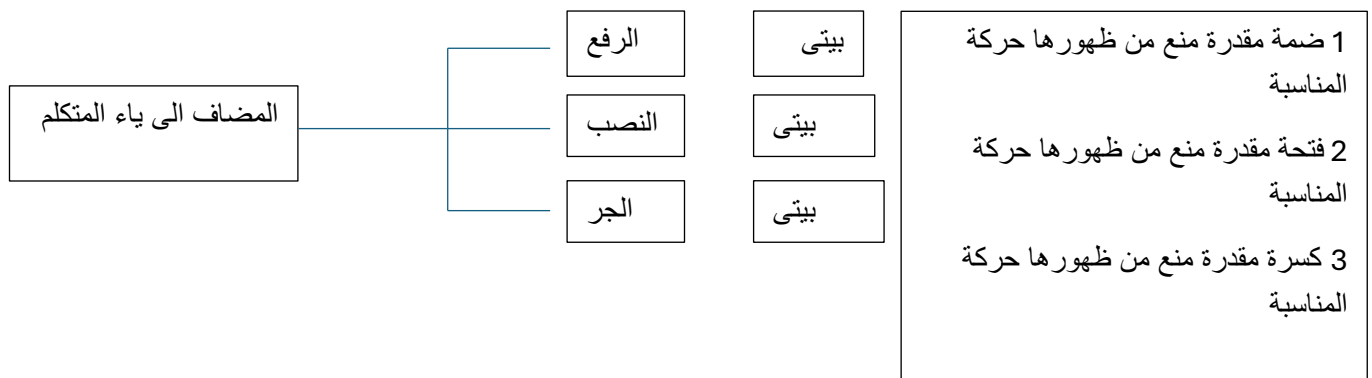 المضاف الى ياء المتكلم
الرفع
بيتى
النصب
بيتى
الجر
بيتى
1 ضمة مقدرة منع من ظهورها حركة
المناسبة
2 فتحة مقدرة منع من ظهورها حركة
المناسبة
3 كسرة مقدرة منع من ظهورها حركة
المناسبة